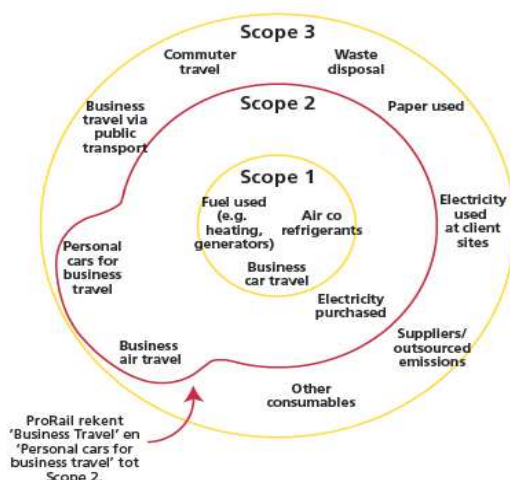 Scope 3
Commuter
travel
Waste
disposal
Business
travel via
public
transport
Scope 2
Paper used
Scope 1
Fuel used
(e.g.
heating,
generators)
Air co
refrigerants
Electricity
used
at client
sites
Personal
cars for
business
travel
Business
car travel
Electricity
purchased
Business
air travel
Suppliers/
outsourced
emissions
Other
consumables
ProRail rekent
‘Business Travel’ en
‘Personal cars for
business travel’ tot
Scope 2.